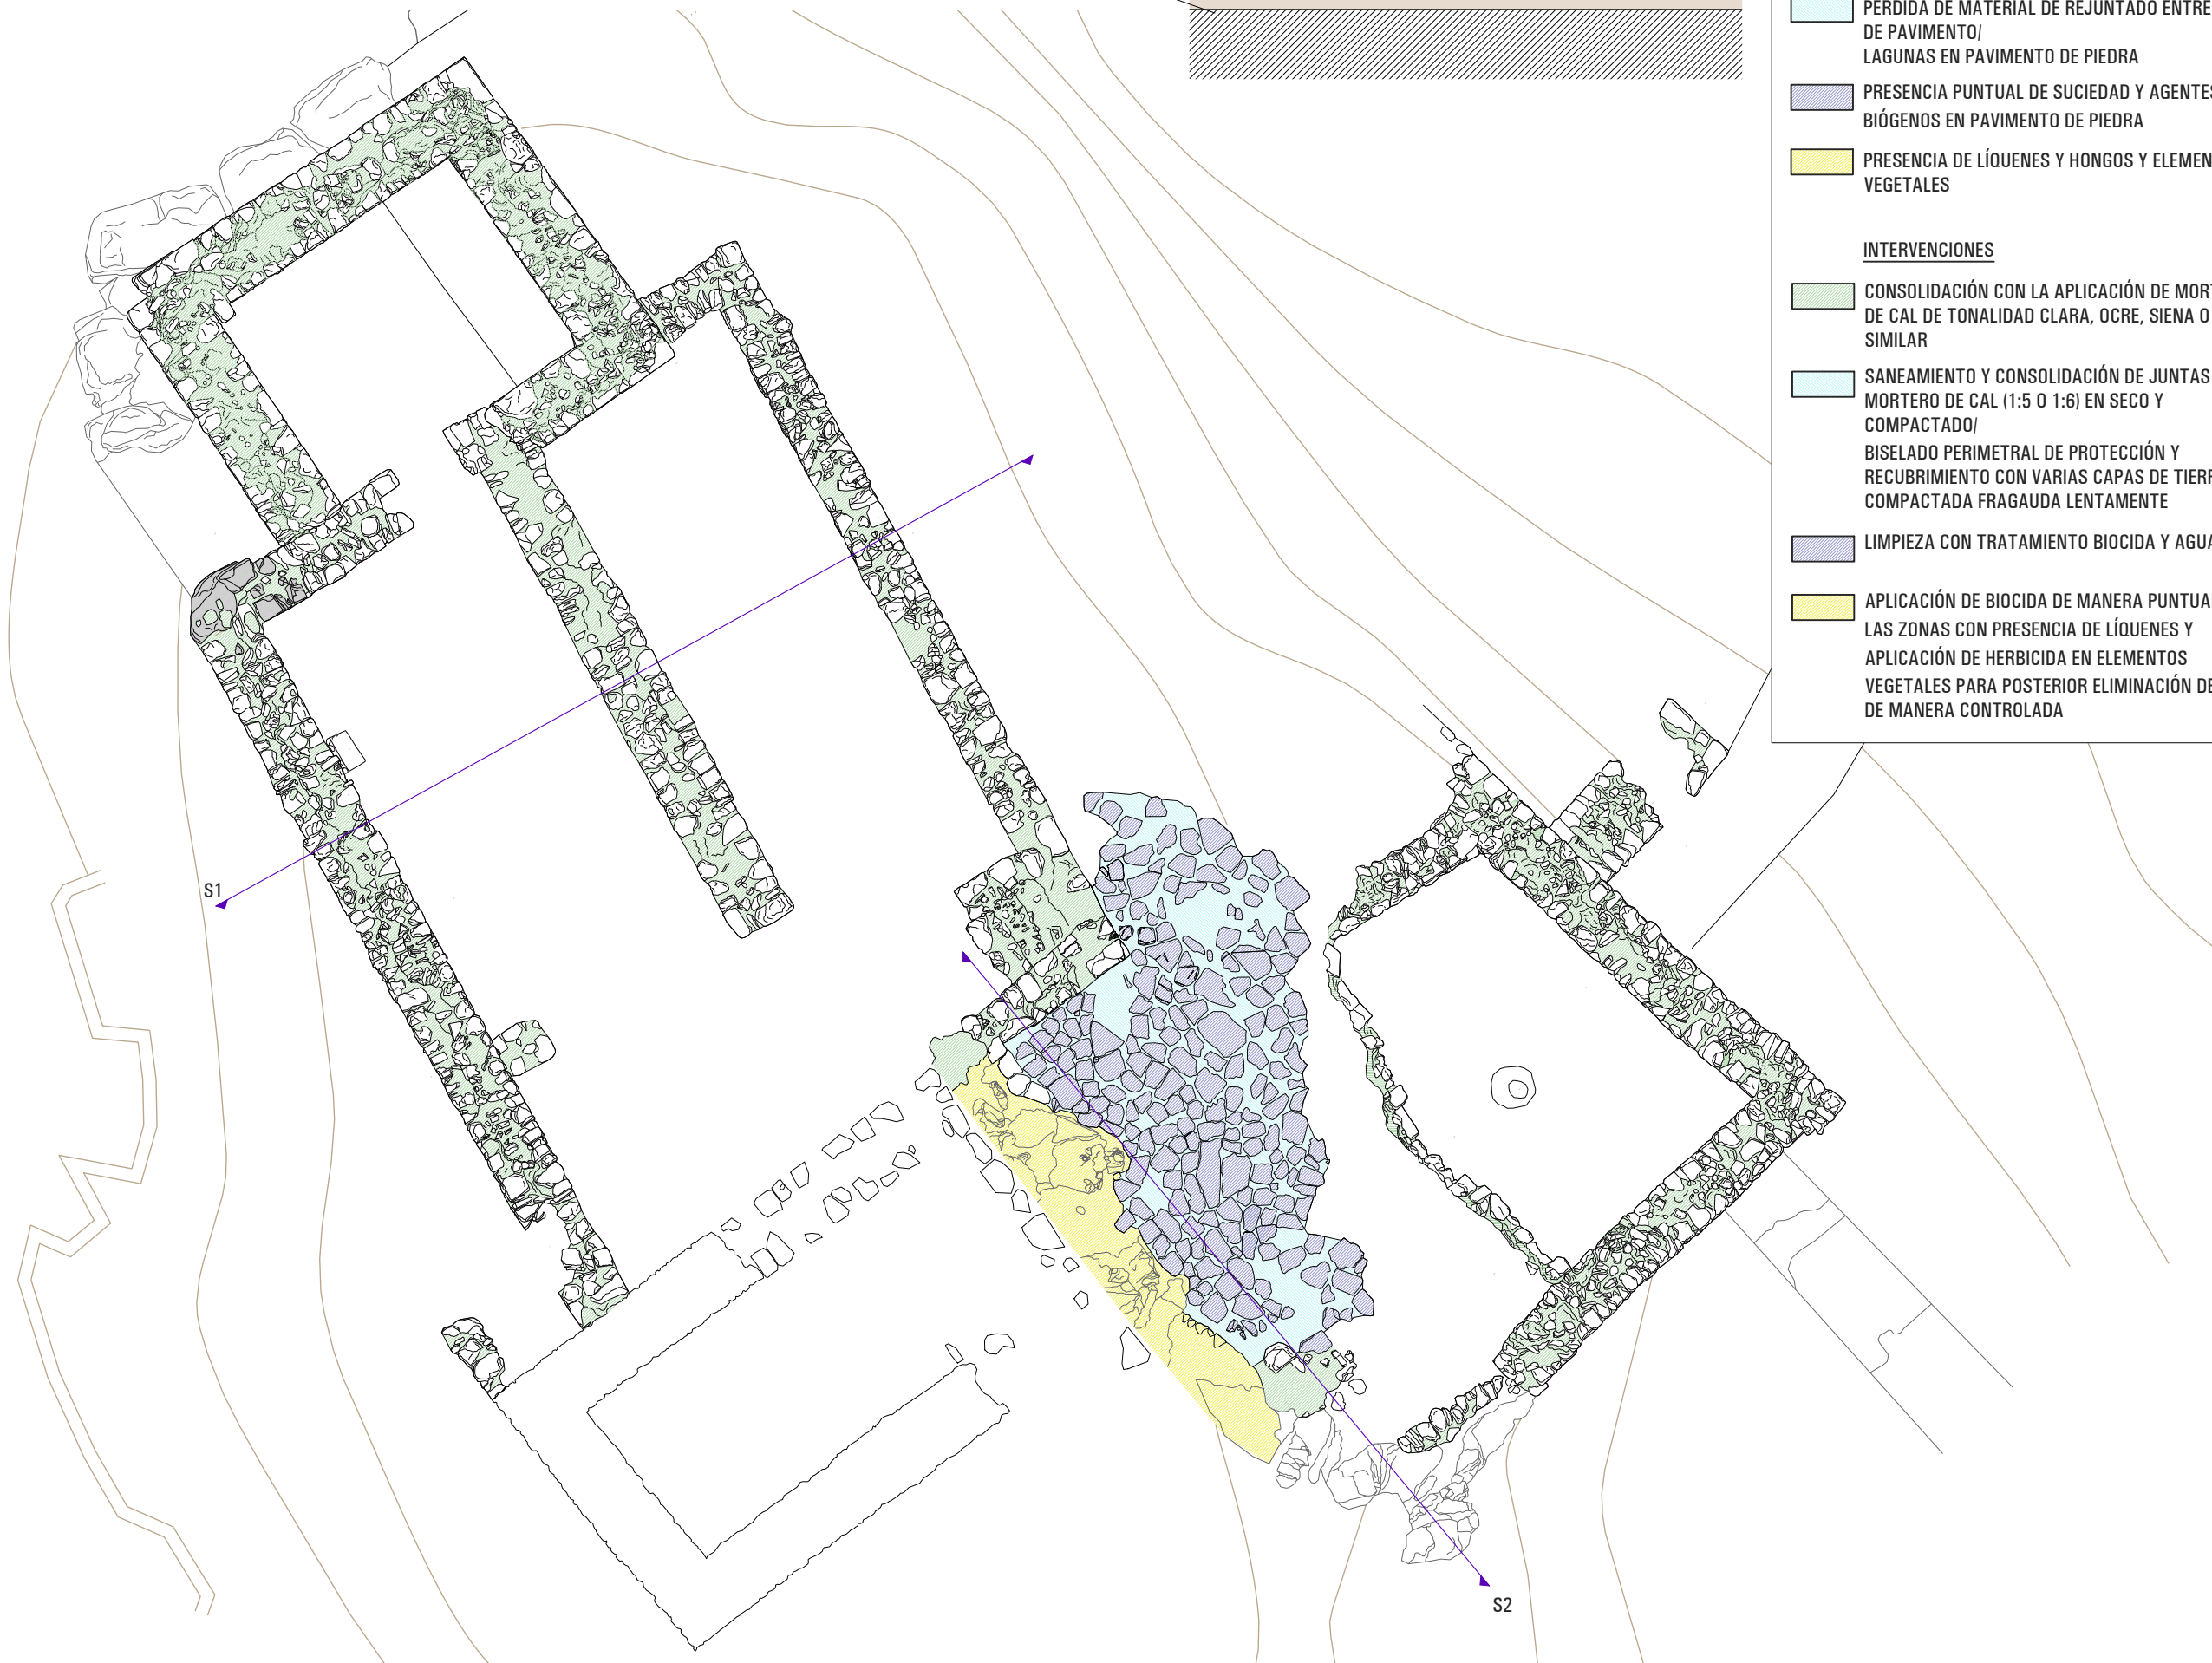 PÉRDIDA DE MATERIAL DE REJUNTADO ENTRE
DE PAVIMENTO/
LAGUNAS EN PAVIMENTO DE PIEDRA
PRESENCIA PUNTUAL DE SUCIEDAD Y AGENTES
BIÓGENOS EN PAVIMENTO DE PIEDRA
PRESENCIA DE LÍQUENES Y HONGOS Y ELEMEN
VEGETALES
INTERVENCIONES
CONSOLIDACIÓN CON LA APLICACIÓN DE MORT
DE CAL DE TONALIDAD CLARA, OCRE, SIENA O
SIMILAR
SANEAMIENTO Y CONSOLIDACIÓN DE JUNTAS
MORTERO DE CAL (1:5 O 1:6) EN SECO Y
COMPACTADO/
BISELADO PERIMETRAL DE PROTECCIÓN Y
RECUBRIMIENTO CON VARIAS CAPAS DE TIERR
COMPACTADA FRAGAUDA LENTAMENTE
LIMPIEZA CON TRATAMIENTO BIOCIDA Y AGUA
APLICACIÓN DE BIOCIDA DE MANERA PUNTUA
LAS ZONAS CON PRESENCIA DE LÍQUENES Y
APLICACIÓN DE HERBICIDA EN ELEMENTOS
VEGETALES PARA POSTERIOR ELIMINACIÓN DE
DE MANERA CONTROLADA
S1
S2